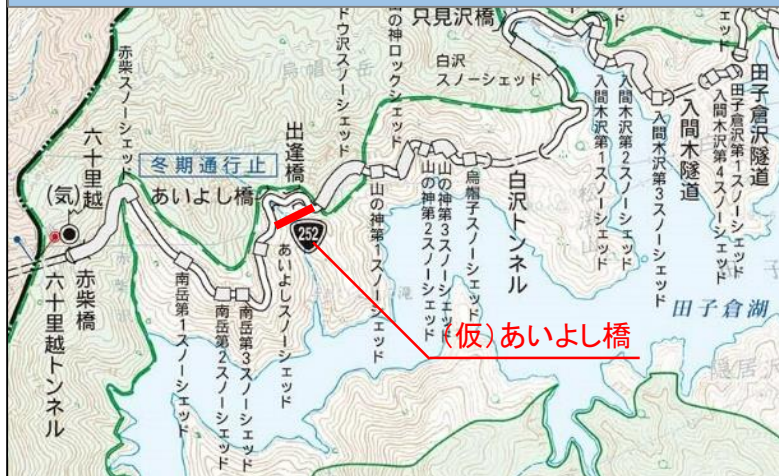 只見沢橋
山の神ロックシェッド
赤柴スノーシェッド
白沢
スノーシェッド
田子倉沢隧道
田子倉沢第1スノーシェッド
入間木沢第4スノーシェッド
入間木隧道
入間木沢第3スノーシェッド
入間木沢第2スノーシェッド
入間木沢第1スノーシェッド
白沢トンネル
烏帽子スノーシェッド
山の神第3スノーシェッド
山の神第2スノーシェッド
山の神第1スノーシェッド
出逢橋
冬期通行止
あいよし橋
252
六十里越
(気)
赤柴橋
六十里越トンネル
南岳第1スノーシェッド
南岳第2スノーシェッド
南岳第3スノーシェッド
あいよしスノーシェッド
(仮)あいよし橋
田子倉湖